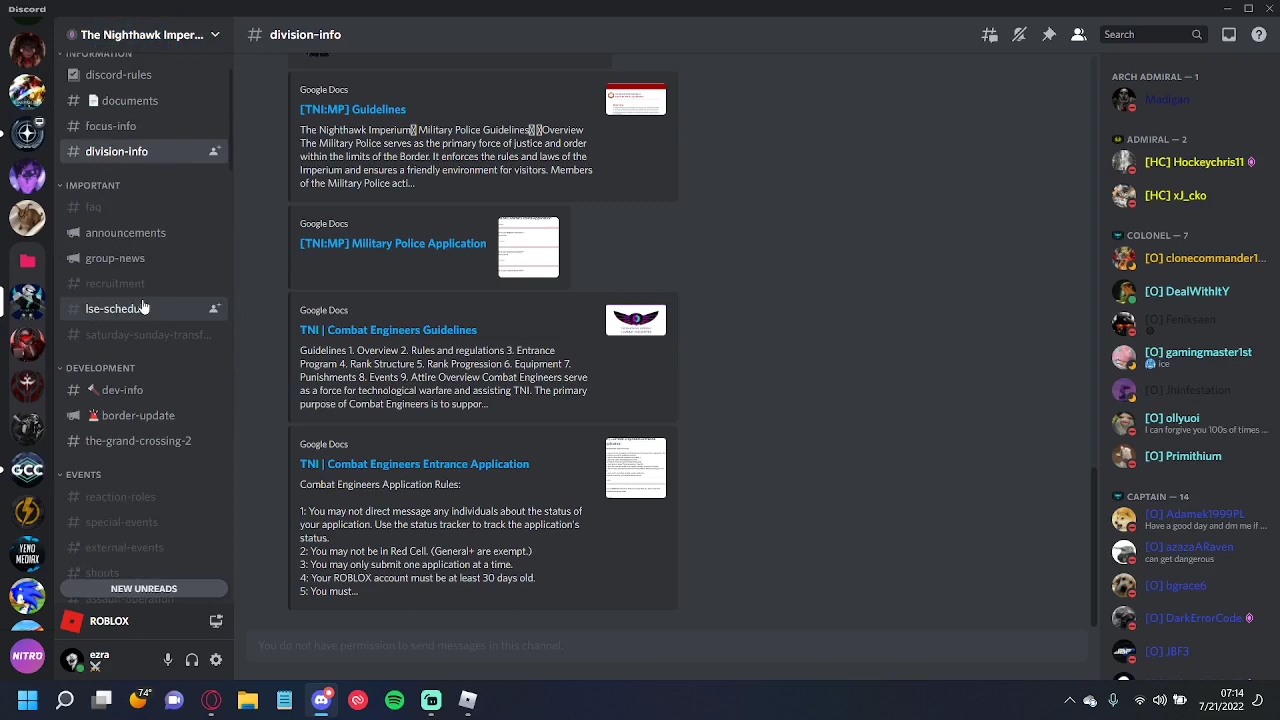 Discord
The Nighthawk Imper...
division-info
Search
INFORMATION
discord-rules
documents
process-info
division-info
IMPORTANT
faq
announcements
group-news
recruitment
the-schedule
saturday-sunday-traini...
DEVELOPMENT
dev-info
border-update
the-grand-crossing-2
EVENTS
reaction-roles
special-events
external-events
shouts
assault-operation
NEW UNREADS
ROBLOX
NITRO
YENO
MEDIAX
Google Docs
[TNI:MP] Guidelines
The Nighthawk Imperium Military Police Guidelines Overview
The Military Police serves as the primary force of justice and order
within the limits of the Border. It enforces the rules and laws of the
Imperium and ensures a friendly environment for visitors. Members
of the Military Police acti...
Google Docs
[TNI:MP] Military Police Application
Google Docs
TNI | Combat Engineers Guidelines
Guidelines 1. Overview 2. Rules and regulations 3. Entrance
Program 4. Rank Structure 5. Rank Progression 6. Equipment 7.
Punishments 8. Events 9. Attire Overview Combat Engineers serve
as a force for technological warfare and assisting TNI. The primary
purpose of Combat Engineers is to suppor...
Google Docs
TNI | Combat Engineers Entrance Application
Combat Engineers Application Rules:
1: You may not direct message any individuals about the status of
your application. Use the status tracker to track the application's
status.
2: You may not be in Red Cell. (General+ are exempt.)
3: You may only submit one application at a time.
4: Your ROBLOX account must be at least 30 days old.
5: You must...
You do not have permission to send messages in this channel.
ARCH ADMIRAL — 1
Madigan
ADMIRAL — 2
[HC] Hockeychris11
[HC] xJ_cko
COLONEL — 7
[O] clonecommander1...
[O] DealWithItY
[O] Feniixsaen
[O] gamingmaster1st
ice
[O] Jhinfestation
[O] ollyuoi
[O] Primithium
CAPTAIN — 14
[O] Adamek1999PL
Have a good day and dm me if ...
[O] azazaARaven
can get dangerous
[O] bgrace6
[O] DarkErrorCode
[O] JBF3
74°
07:14
7/20/2022